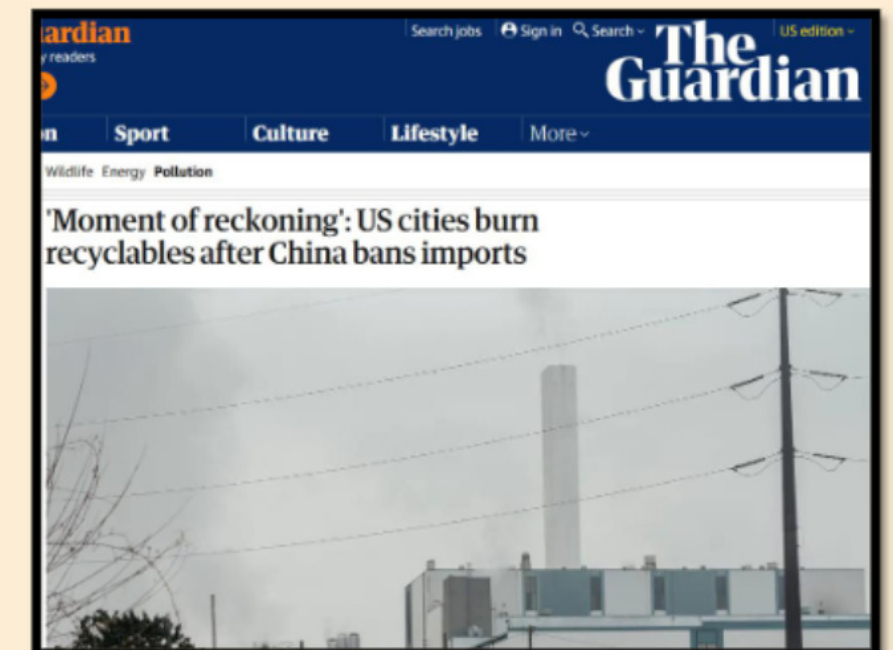 ardian
y readers
Search jobs Sign in Search
US edition
The
Guardian
n Sport Culture Lifestyle More
Wildlife Energy Pollution
'Moment of reckoning': US cities burn
recyclables after China bans imports